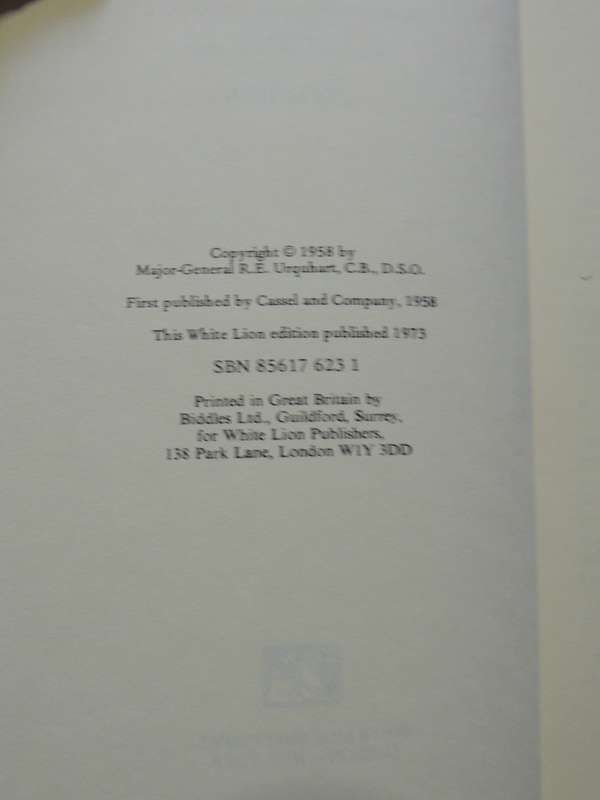 Copyright © 1958 by
Major-General R.E. Urquhart, C.B., D.S.O.
First published by Cassel and Company, 1958
This White Lion edition published 1973
SBN 85617 623 1
Printed in Great Britain by
Biddles Ltd., Guildford, Surrey,
for White Lion Publishers,
138 Park Lane, London W1Y 3DD